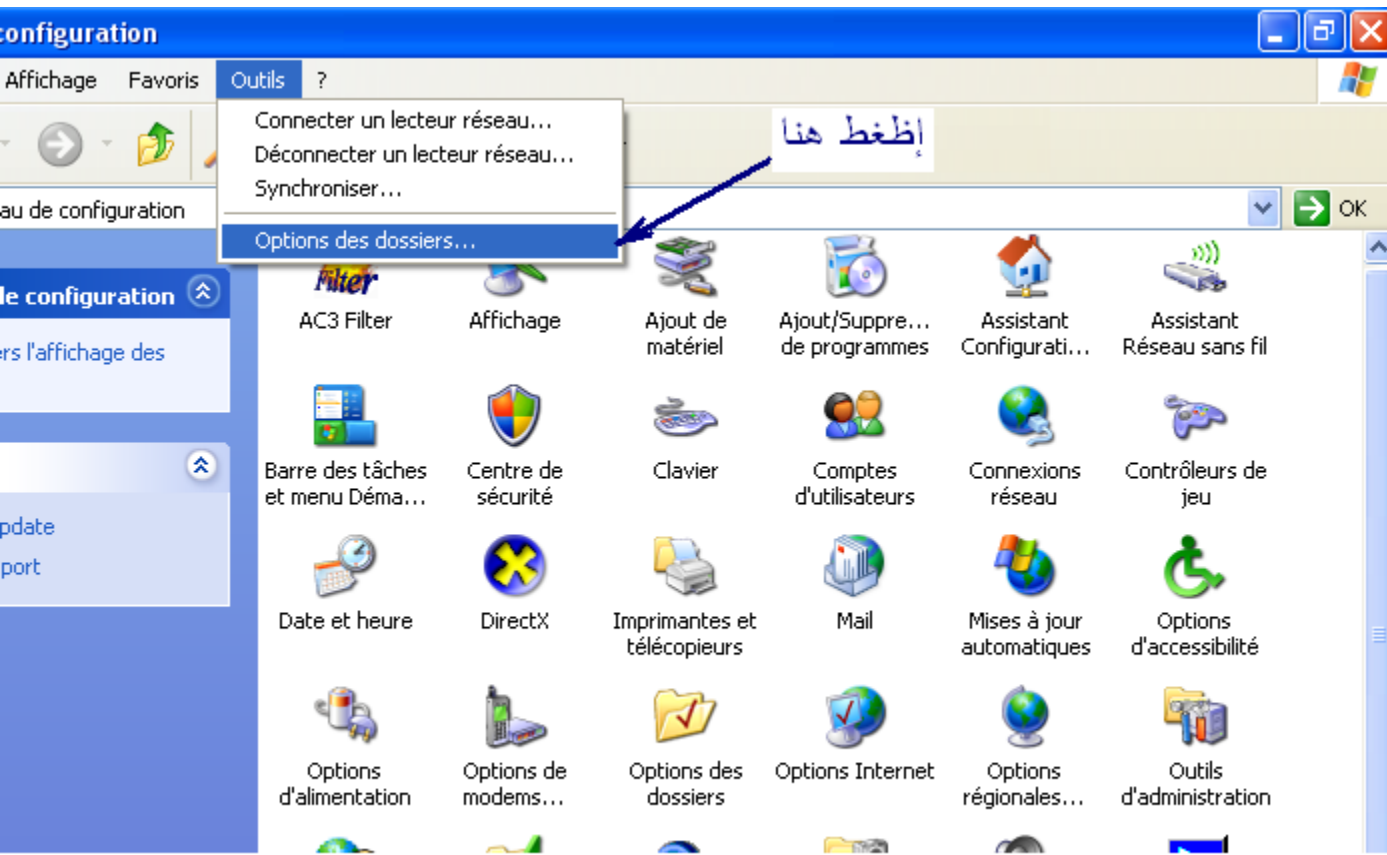 configuration
Affichage Favoris Outils ?
Connecter un lecteur réseau...
Déconnecter un lecteur réseau...
Synchroniser...
Options des dossiers...
إظغط هنا
au de configuration
OK
de configuration
ers l'affichage des
pdate
port
Filter
AC3 Filter
Affichage
Ajout de
matériel
Ajout/Suppre...
de programmes
Assistant
Configurati...
Assistant
Réseau sans fil
Barre des tâches
et menu Déma...
Centre de
sécurité
Clavier
Comptes
d'utilisateurs
Connexions
réseau
Contrôleurs de
jeu
Date et heure
DirectX
Imprimantes et
télécopieurs
Mail
Mises à jour
automatiques
Options
d'accessibilité
Options
d'alimentation
Options de
modems...
Options des
dossiers
Options Internet
Options
régionales...
Outils
d'administration